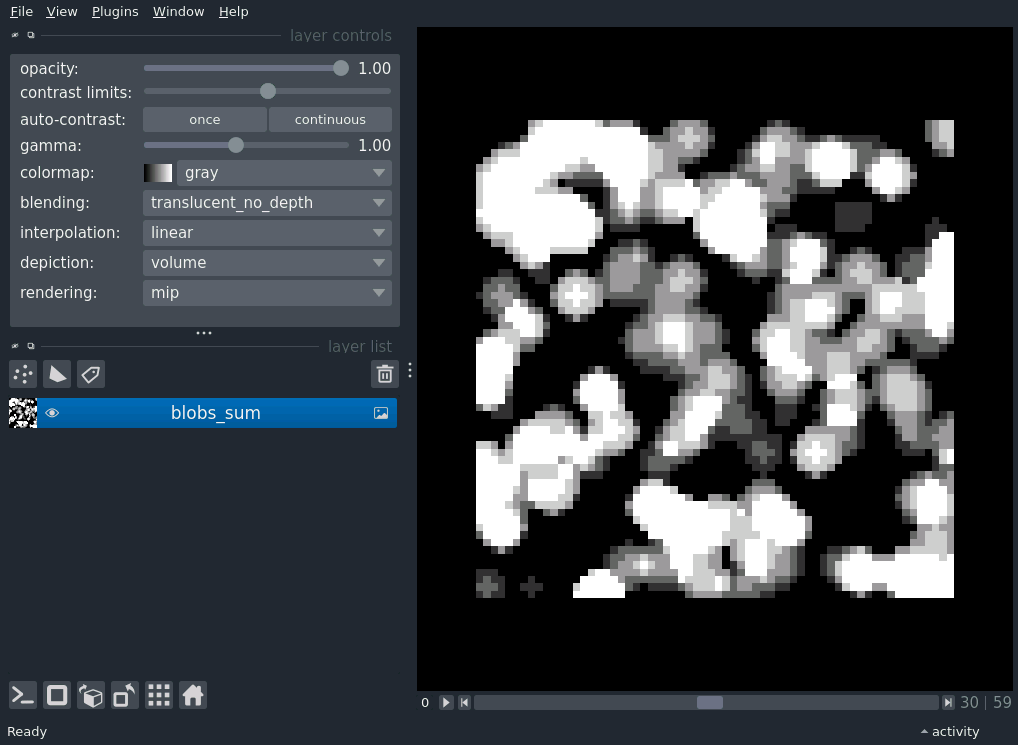 File View Plugins Window Help
layer controls
opacity: 1.00
contrast limits:
auto-contrast: once continuous
gamma: 1.00
colormap: gray
blending: translucent_no_depth
interpolation: linear
depiction: volume
rendering: mip
layer list
blobs_sum
0 30 | 59
Ready activity